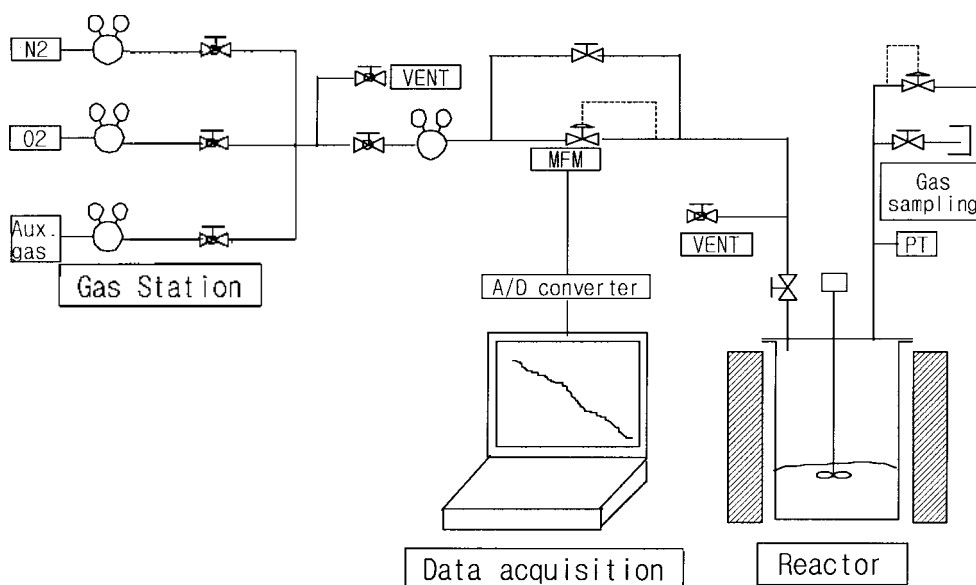 N2
VENT
O2
MFM
Gas
sampling
Aux.
gas
VENT
PT
Gas Station
A/D converter
Data acquisition
Reactor